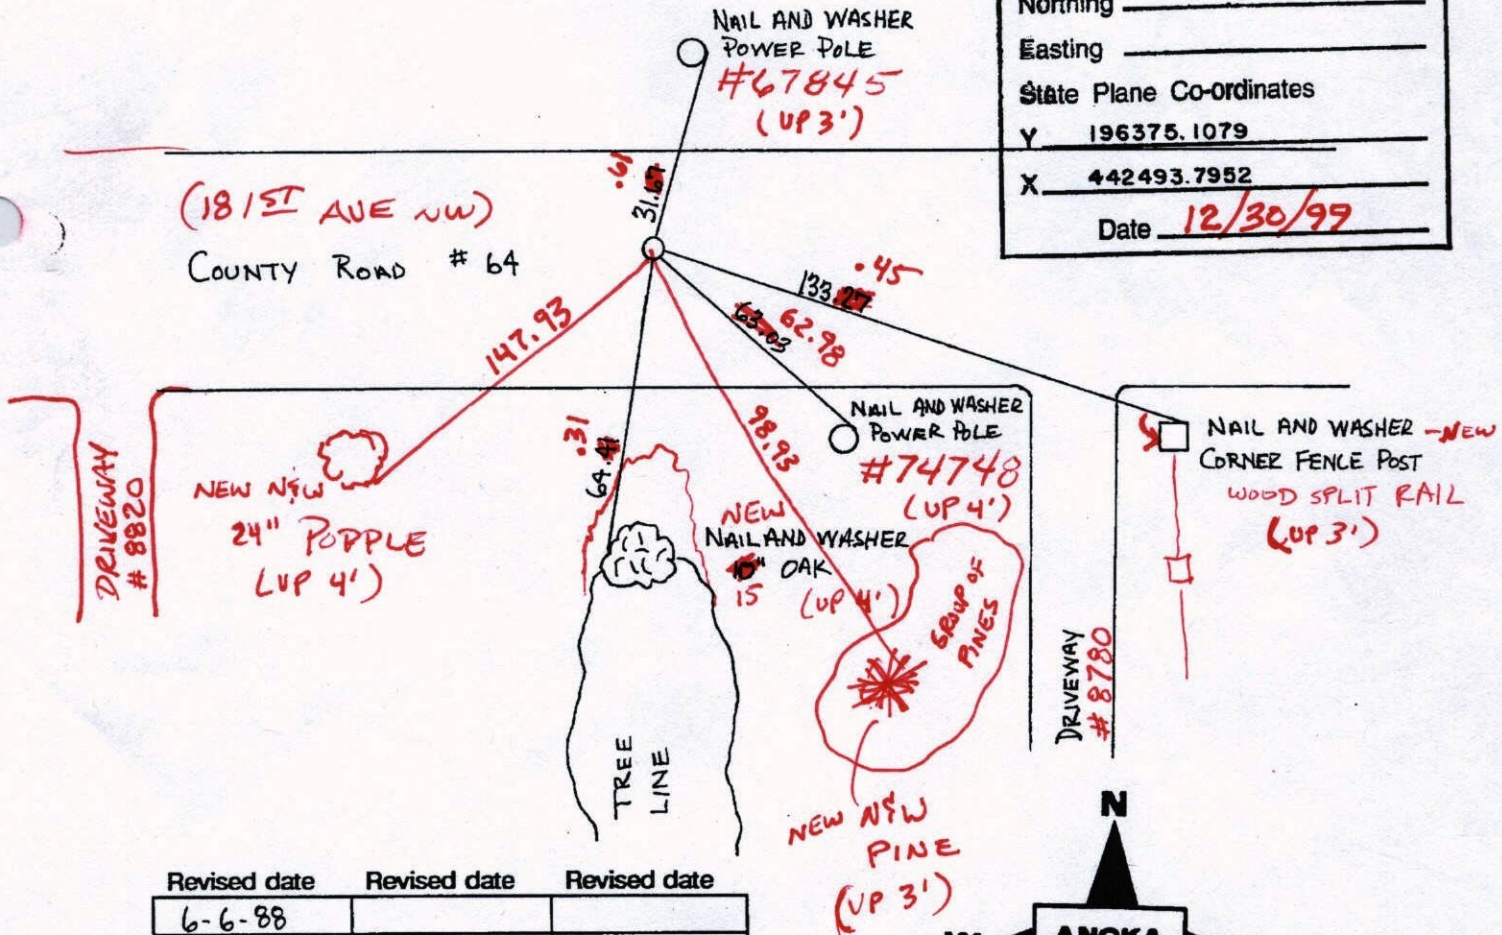 NAIL AND WASHER
POWER POLE
#67845
(UP 3')
Northing
Easting
State Plane Co-ordinates
Y 196375.1079
X 442493.7952
Date 12/30/99
.61
31.67
(181ST AVE NW)
COUNTY ROAD # 64
147.93
133.27 .45
63.03 62.98
98.93
.31
64.41
DRIVEWAY
# 8820
NEW N&W
24" POPPLE
(UP 4')
NAIL AND WASHER
POWER POLE
#74748
(UP 4')
NAIL AND WASHER - NEW
CORNER FENCE POST
WOOD SPLIT RAIL
(UP 3')
NEW
NAIL AND WASHER
10" OAK
15 (UP 4')
GROUP OF
PINES
DRIVEWAY
# 8780
TREE
LINE
NEW N&W
PINE
(UP 3')
N
Revised date Revised date Revised date
6-6-88
W
ANOKA